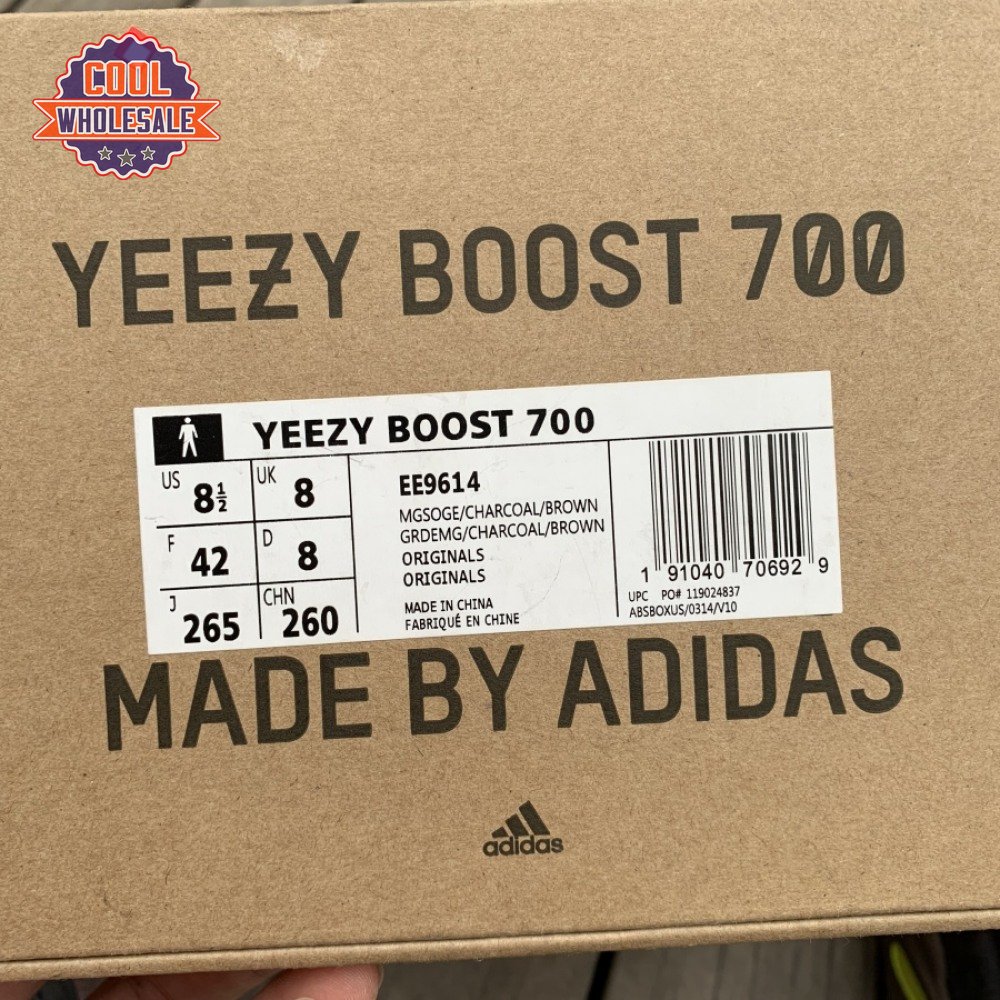 COOL
WHOLESALE
YEEZY BOOST 700
YEEZY BOOST 700
US 8½
UK 8
F 42
D 8
J 265
CHN 260
EE9614
MGSOGE/CHARCOAL/BROWN
GRDEMG/CHARCOAL/BROWN
ORIGINALS
ORIGINALS
MADE IN CHINA
FABRIQUÉ EN CHINE
1 91040 70692 9
UPC PO# 119024837
ABSBOXUS/0314/V10
MADE BY ADIDAS
adidas